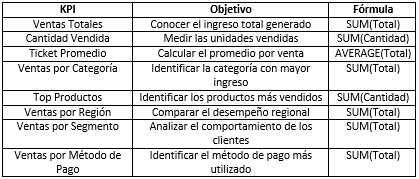 KPI Objetivo Fórmula
Ventas Totales Conocer el ingreso total generado SUM(Total)
Cantidad Vendida Medir las unidades vendidas SUM(Cantidad)
Ticket Promedio Calcular el promedio por venta AVERAGE(Total)
Ventas por Categoría Identificar la categoría con mayor SUM(Total)
ingreso
Top Productos Identificar los productos más vendidos SUM(Cantidad)
Ventas por Región Comparar el desempeño regional SUM(Total)
Ventas por Segmento Analizar el comportamiento de los SUM(Total)
clientes
Ventas por Método de Identificar el método de pago más SUM(Total)
Pago utilizado